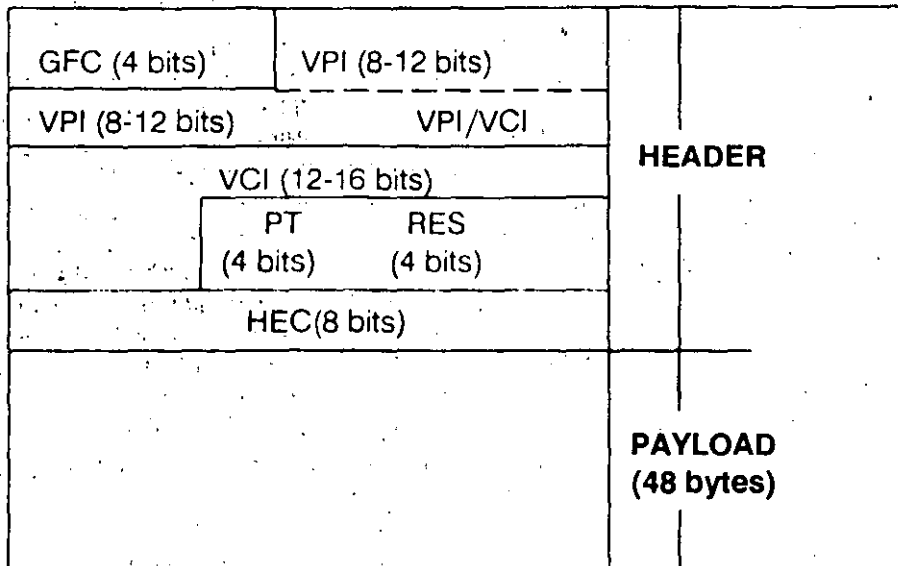 GFC (4 bits) VPI (8-12 bits)
VPI (8-12 bits) VPI/VCI
HEADER
VCI (12-16 bits)
PT RES
(4 bits) (4 bits)
HEC(8 bits)
PAYLOAD
(48 bytes)